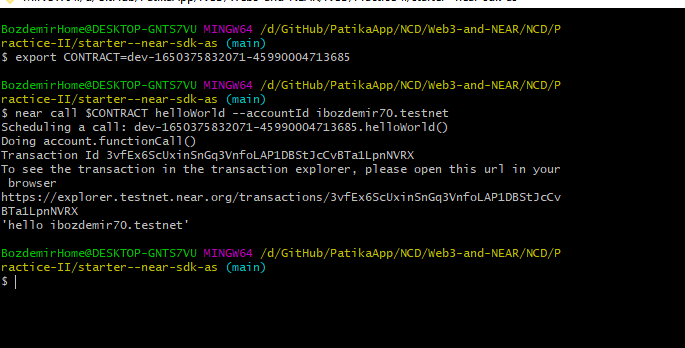 BozdemirHome@DESKTOP-GNTS7VU MINGW64 /d/GitHub/PatikaApp/NCD/Web3-and-NEAR/NCD/P
ractice-II/starter--near-sdk-as (main)
$ export CONTRACT=dev-1650375832071-45990004713685
BozdemirHome@DESKTOP-GNTS7VU MINGW64 /d/GitHub/PatikaApp/NCD/Web3-and-NEAR/NCD/P
ractice-II/starter--near-sdk-as (main)
$ near call $CONTRACT helloWorld --accountId ibozdemir70.testnet
Scheduling a call: dev-1650375832071-45990004713685.helloWorld()
Doing account.functionCall()
Transaction Id 3vfEx6ScUxinSnGq3VnfoLAP1DBStJcCvBTa1LpnNVRX
To see the transaction in the transaction explorer, please open this url in your
browser
https://explorer.testnet.near.org/transactions/3vfEx6ScUxinSnGq3VnfoLAP1DBStJcCv
BTa1LpnNVRX
'hello ibozdemir70.testnet'
BozdemirHome@DESKTOP-GNTS7VU MINGW64 /d/GitHub/PatikaApp/NCD/Web3-and-NEAR/NCD/P
ractice-II/starter--near-sdk-as (main)
$